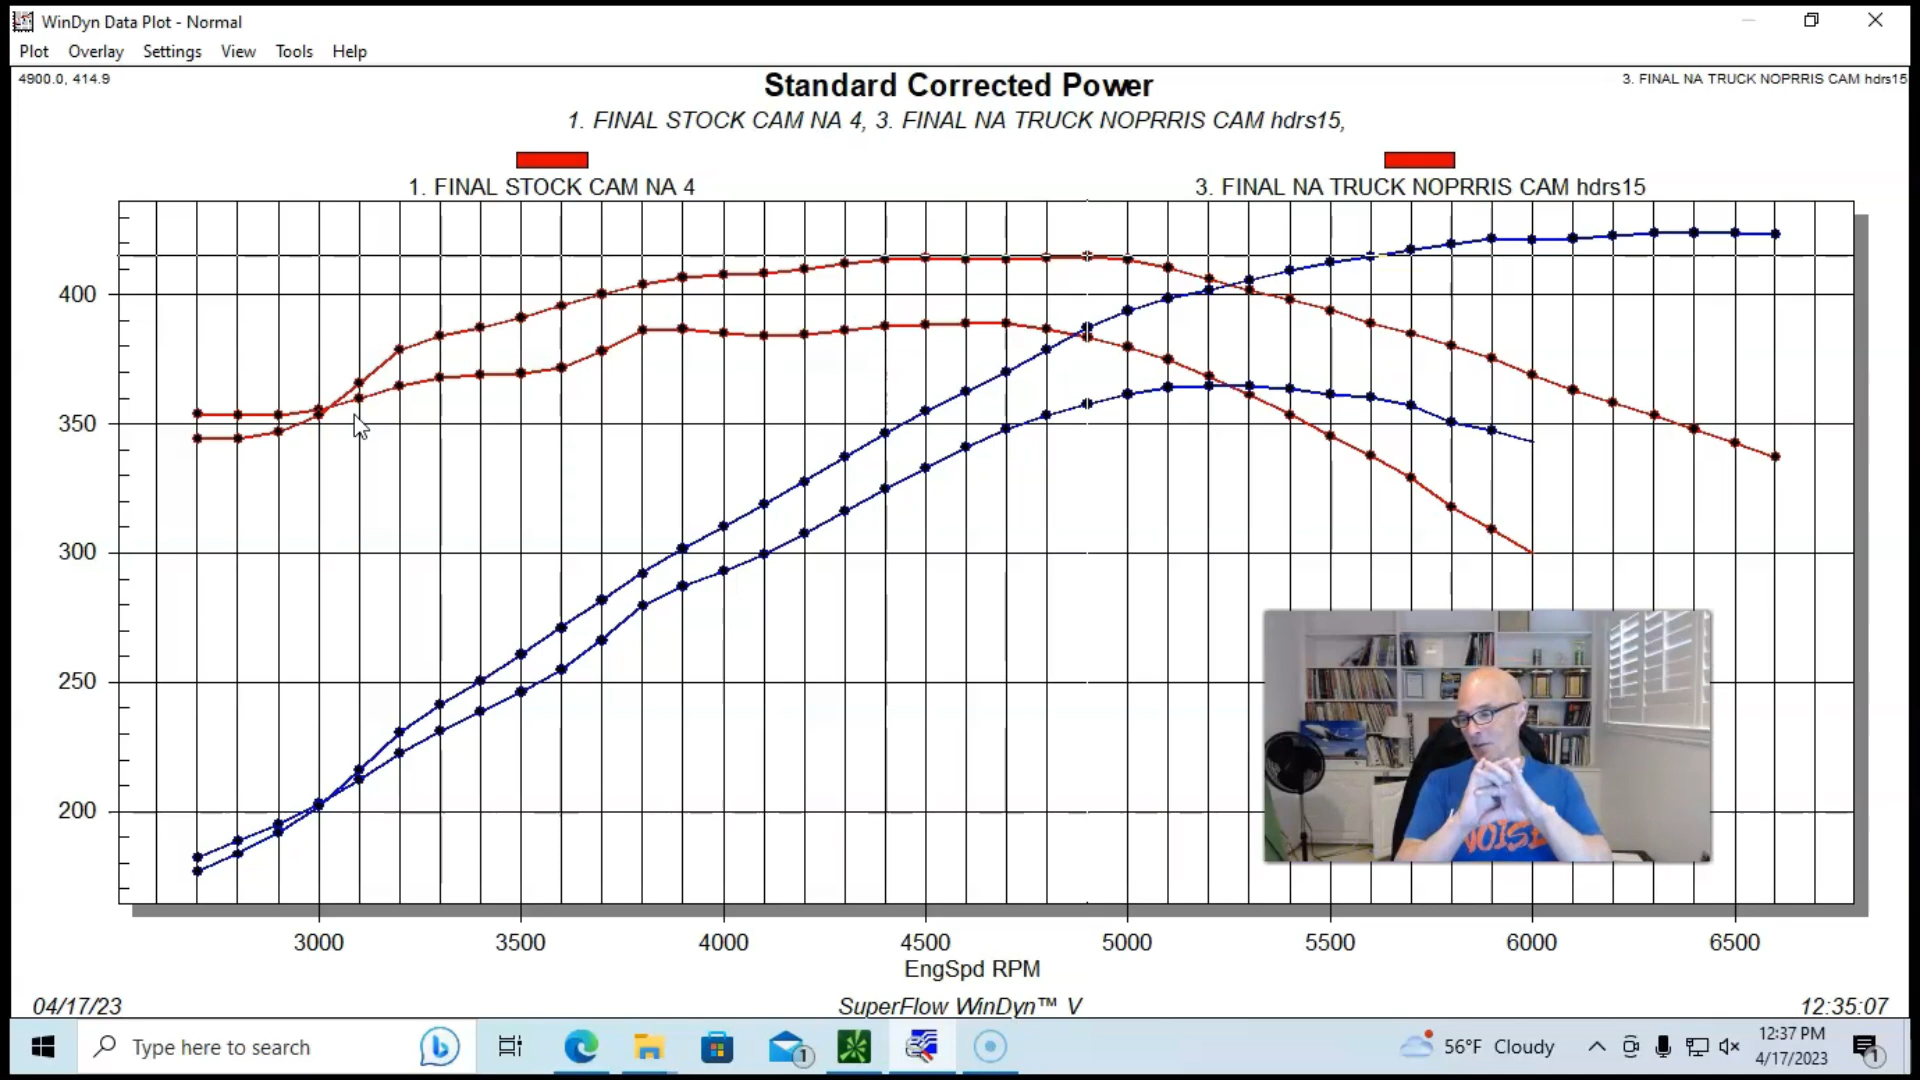 WinDyn Data Plot - Normal
Plot Overlay Settings View Tools Help
4900.0, 414.9
Standard Corrected Power
3. FINAL NA TRUCK NOPRRIS CAM hdrs15
1. FINAL STOCK CAM NA 4, 3. FINAL NA TRUCK NOPRRIS CAM hdrs15,
1. FINAL STOCK CAM NA 4
3. FINAL NA TRUCK NOPRRIS CAM hdrs15
400
350
300
250
200
NOISE
3000 3500 4000 4500 5000 5500 6000 6500
EngSpd RPM
04/17/23
SuperFlow WinDyn™ V
12:35:07
Type here to search
1
56°F Cloudy
12:37 PM
4/17/2023
1